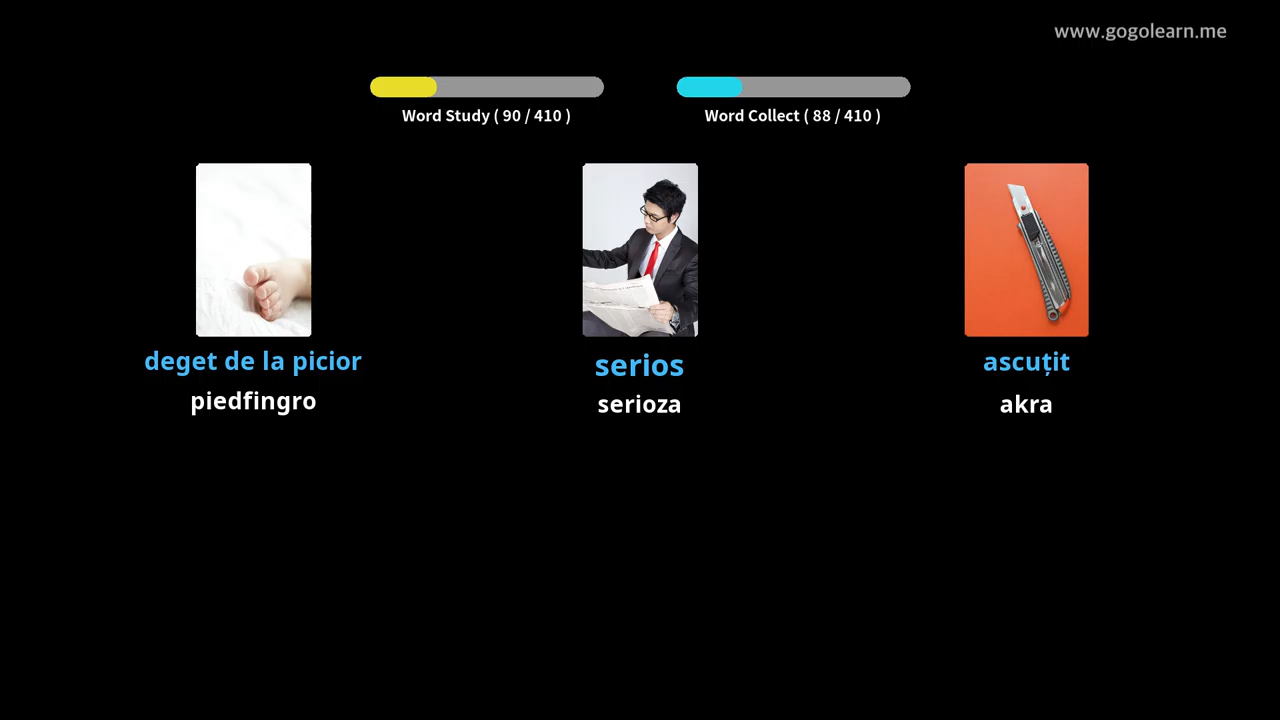 www.gogolearn.me
Word Study ( 90 / 410 )
Word Collect ( 88 / 410 )
deget de la picior
piedfingro
serios
serioza
ascuțit
akra